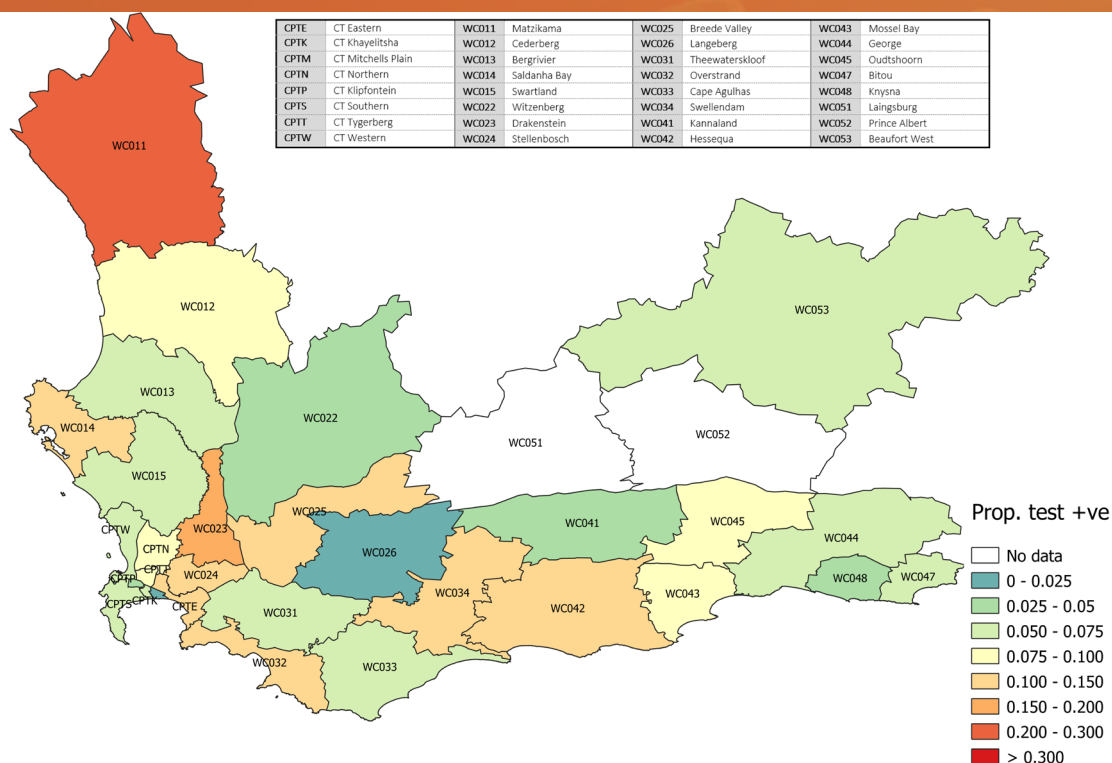 CPTE CT Eastern WC011 Matzikama WC025 Breede Valley WC043 Mossel Bay
CPTK CT Khayelitsha WC012 Cederberg WC026 Langeberg WC044 George
CPTM CT Mitchells Plain WC013 Bergrivier WC031 Theewaterskloof WC045 Oudtshoorn
CPTN CT Northern WC014 Saldanha Bay WC032 Overstrand WC047 Bitou
CPTP CT Klipfontein WC015 Swartland WC033 Cape Agulhas WC048 Knysna
CPTS CT Southern WC022 Witzenberg WC034 Swellendam WC051 Laingsburg
CPTT CT Tygerberg WC023 Drakenstein WC041 Kannaland WC052 Prince Albert
CPTW CT Western WC024 Stellenbosch WC042 Hessequa WC053 Beaufort West
WC011
WC012
WC053
WC013
WC022
WC014
WC051
WC052
WC015
WC025
CPTW
WC023
WC041
WC045
WC044
CPTN
WC026
CPTT
WC024
CPTP
WC048
WC047
CPTS
CPTK
CPTE
WC031
WC034
WC042
WC043
WC032
WC033
Prop. test +ve
No data
0 - 0.025
0.025 - 0.05
0.050 - 0.075
0.075 - 0.100
0.100 - 0.150
0.150 - 0.200
0.200 - 0.300
> 0.300